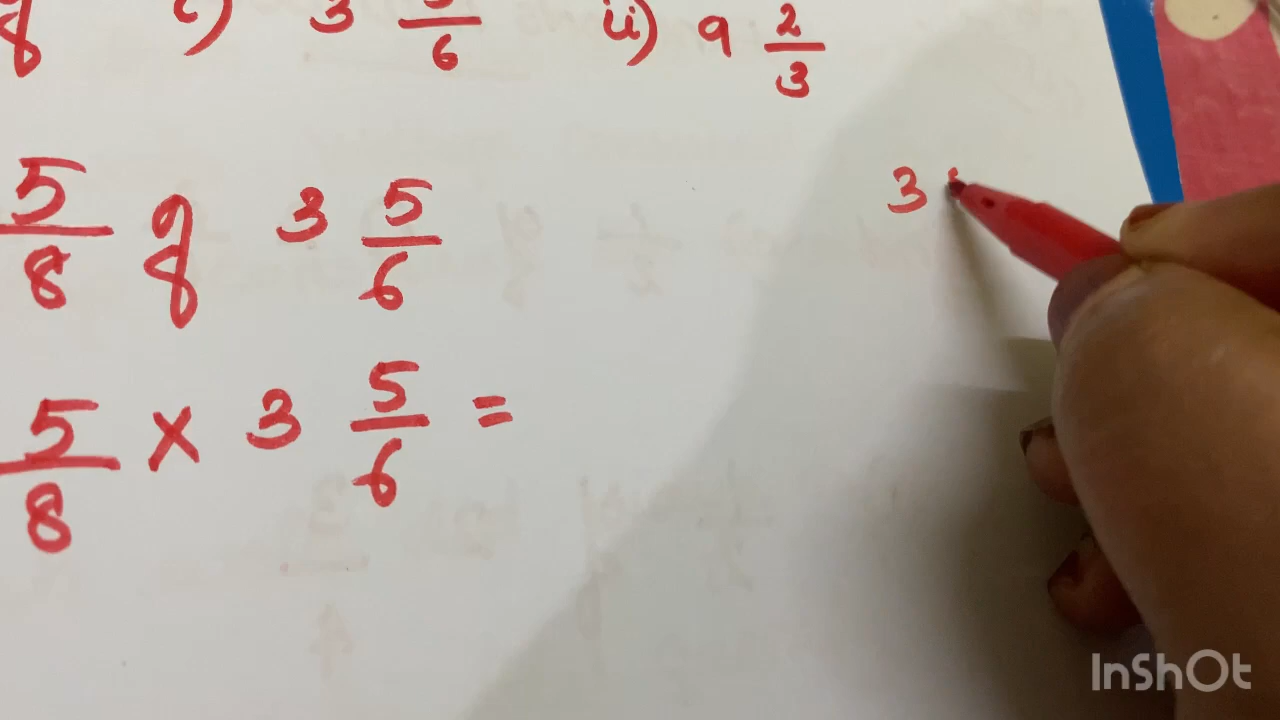 of i) 3 5/6 ii) 9 2/3
5/8 of 3 5/6
3
5/8 × 3 5/6 =
InShOt